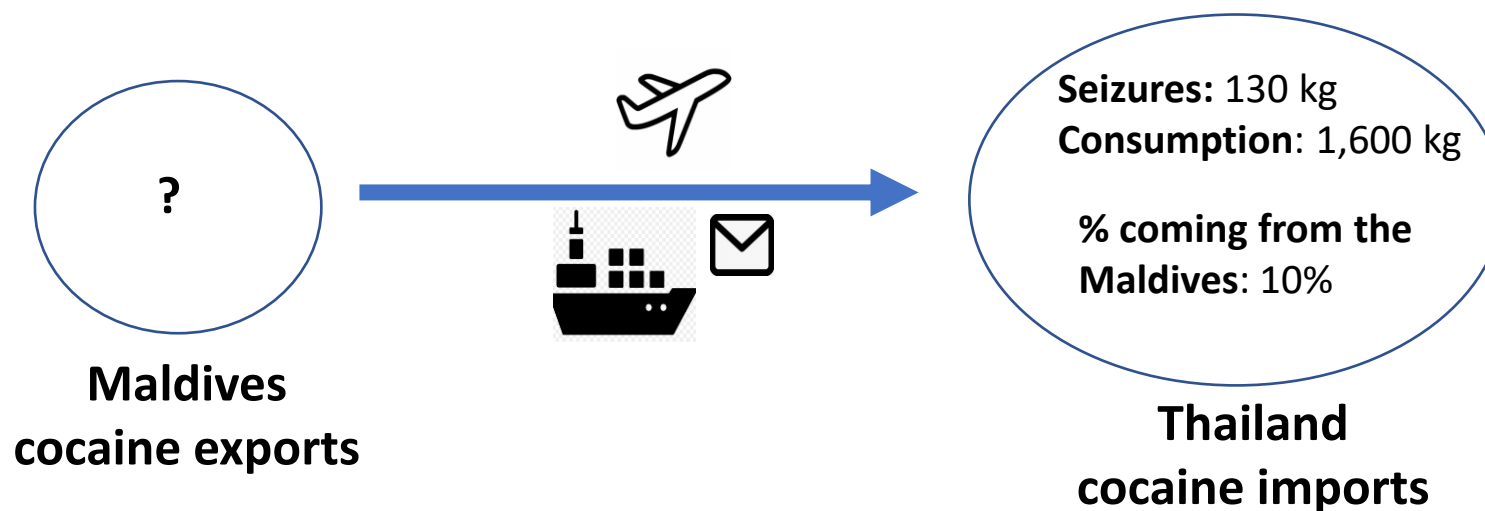 ?
Maldives
cocaine exports
Seizures: 130 kg
Consumption: 1,600 kg
% coming from the
Maldives: 10%
Thailand
cocaine imports